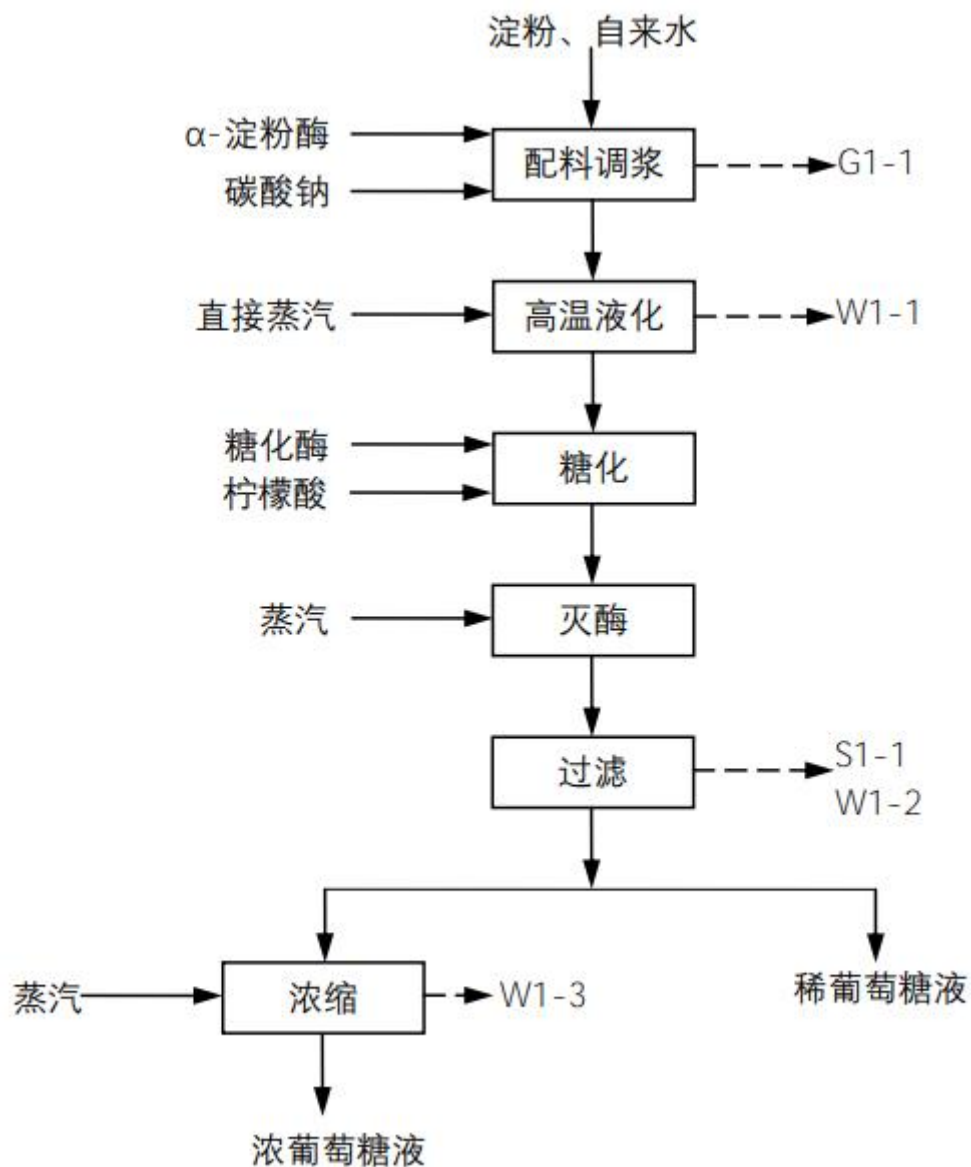 淀粉、自来水
α-淀粉酶
配料调浆
G1-1
碳酸钠
直接蒸汽
高温液化
W1-1
糖化酶
糖化
柠檬酸
蒸汽
灭酶
过滤
S1-1
W1-2
蒸汽
浓缩
W1-3
稀葡萄糖液
浓葡萄糖液